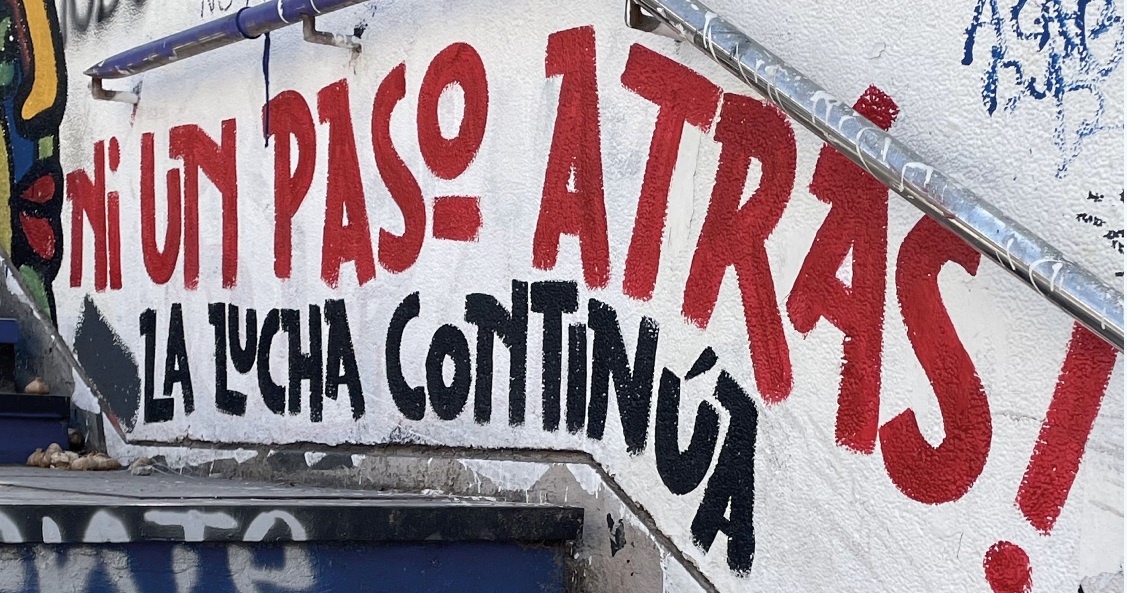 Ni UN PASO ATRÁS!
LA LUCHA CONTINÚA